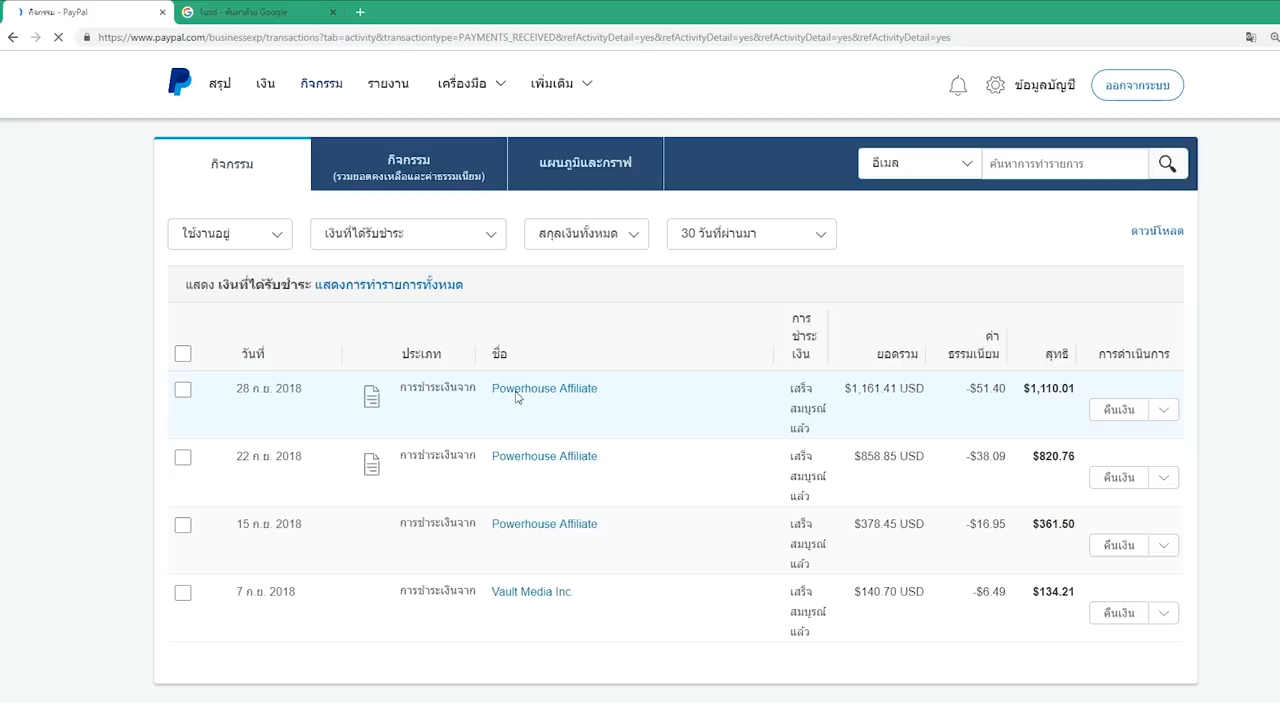 กิจกรรม - PayPal
1usd - ค้นหาด้วย Google
https://www.paypal.com/businessexp/transactions?tab=activity&transactiontype=PAYMENTS_RECEIVED&refActivityDetail=yes&refActivityDetail=yes&refActivityDetail=yes&refActivityDetail=yes
สรุป เงิน กิจกรรม รายงาน เครื่องมือ เพิ่มเติม ข้อมูลบัญชี ออกจากระบบ
กิจกรรม
กิจกรรม
(รวมยอดคงเหลือและค่าธรรมเนียม)
แผนภูมิและกราฟ
อีเมล ค้นหาการทำรายการ
ใช้งานอยู่ เงินที่ได้รับชำระ สกุลเงินทั้งหมด 30 วันที่ผ่านมา ดาวน์โหลด
แสดง เงินที่ได้รับชำระ แสดงการทำรายการทั้งหมด
วันที่ ประเภท ชื่อ
การ
ชำระ
เงิน
ยอดรวม
ค่า
ธรรมเนียม
สุทธิ การดำเนินการ
28 ก.ย. 2018 การชำระเงินจาก Powerhouse Affiliate
เสร็จ
สมบูรณ์
แล้ว
$1,161.41 USD -$51.40 $1,110.01
คืนเงิน
22 ก.ย. 2018 การชำระเงินจาก Powerhouse Affiliate
เสร็จ
สมบูรณ์
แล้ว
$858.85 USD -$38.09 $820.76
คืนเงิน
15 ก.ย. 2018 การชำระเงินจาก Powerhouse Affiliate
เสร็จ
สมบูรณ์
แล้ว
$378.45 USD -$16.95 $361.50
คืนเงิน
7 ก.ย. 2018 การชำระเงินจาก Vault Media Inc.
เสร็จ
สมบูรณ์
แล้ว
$140.70 USD -$6.49 $134.21
คืนเงิน